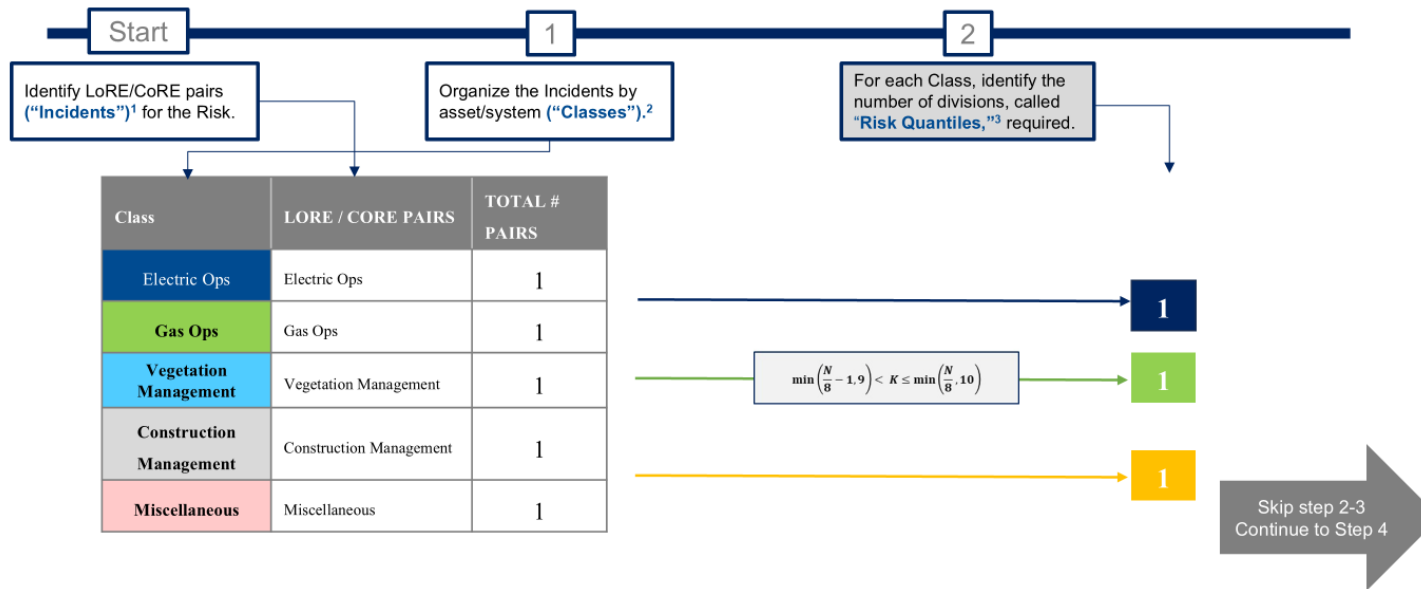 Start
1
2
Identify LoRE/CoRE pairs
(“Incidents”)¹ for the Risk.
Organize the Incidents by
asset/system (“Classes”).²
For each Class, identify the
number of divisions, called
“Risk Quantiles,”³ required.
Class
LORE / CORE PAIRS
TOTAL #
PAIRS
Electric Ops
Electric Ops
1
1
Gas Ops
Gas Ops
1
Vegetation
Management
Vegetation Management
1
min(N/8 − 1, 9) < K ≤ min(N/8, 10)
1
Construction
Management
Construction Management
1
1
Miscellaneous
Miscellaneous
1
Skip step 2-3
Continue to Step 4